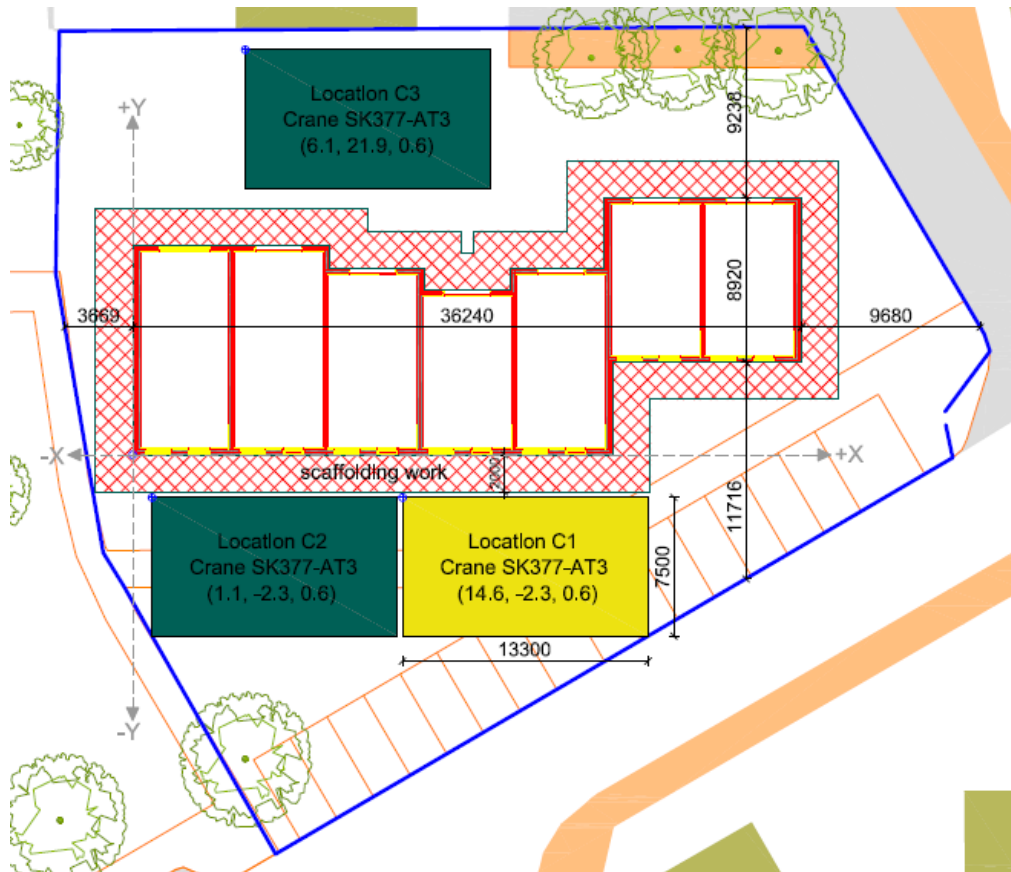 Location C3
Crane SK377-AT3
(6.1, 21.9, 0.6)
+Y
9238
8920
3669
36240
9680
-X
+X
scaffolding work
2000
11716
Location C2
Crane SK377-AT3
(1.1, -2.3, 0.6)
Location C1
Crane SK377-AT3
(14.6, -2.3, 0.6)
7500
13300
-Y